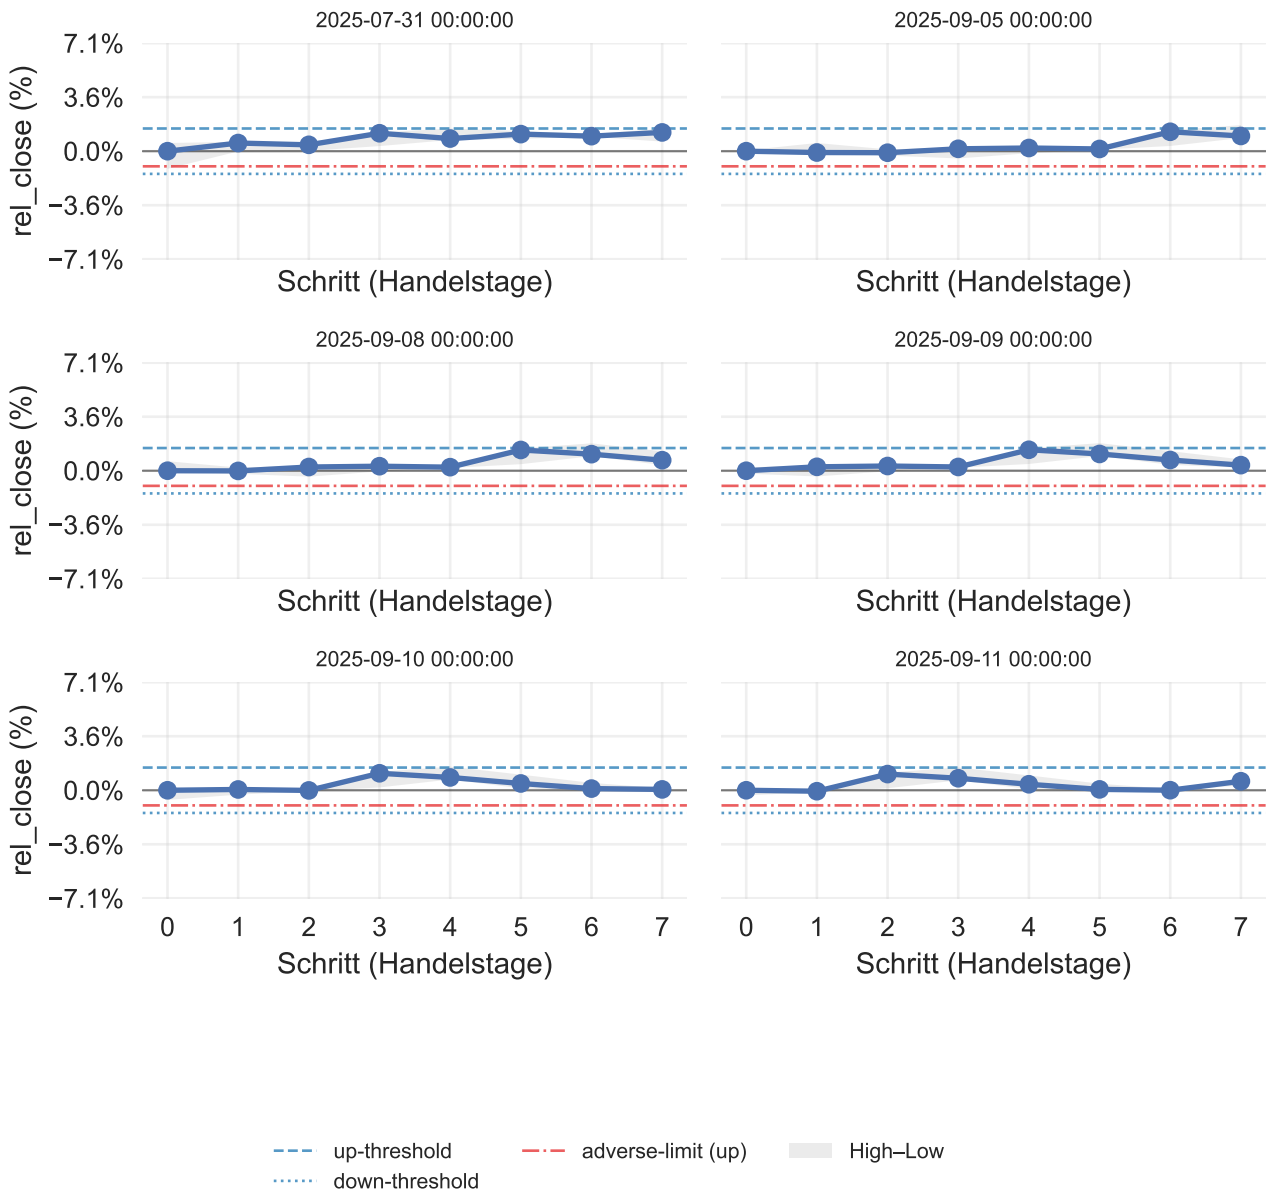 2025-07-31 00:00:00
2025-09-05 00:00:00
7.1%
3.6%
0.0%
−3.6%
−7.1%
rel_close (%)
Schritt (Handelstage)
Schritt (Handelstage)
2025-09-08 00:00:00
2025-09-09 00:00:00
7.1%
3.6%
0.0%
−3.6%
−7.1%
rel_close (%)
Schritt (Handelstage)
Schritt (Handelstage)
2025-09-10 00:00:00
2025-09-11 00:00:00
7.1%
3.6%
0.0%
−3.6%
−7.1%
rel_close (%)
0 1 2 3 4 5 6 7
0 1 2 3 4 5 6 7
Schritt (Handelstage)
Schritt (Handelstage)
up-threshold
adverse-limit (up)
High–Low
down-threshold